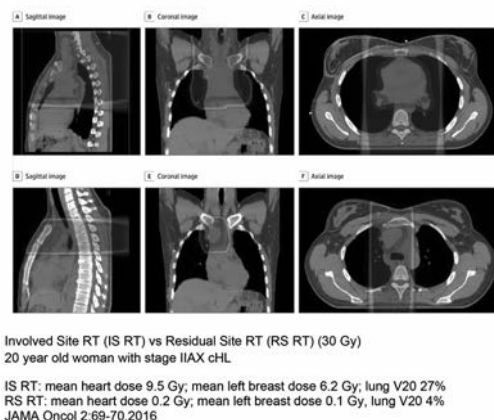 A Sagittal image
B Coronal image
C Axial image
D Sagittal image
E Coronal image
F Axial image
Involved Site RT (IS RT) vs Residual Site RT (RS RT) (30 Gy)
20 year old woman with stage IIAX cHL
IS RT: mean heart dose 9.5 Gy; mean left breast dose 6.2 Gy; lung V20 27%
RS RT: mean heart dose 0.2 Gy; mean left breast dose 0.1 Gy, lung V20 4%
JAMA Oncol 2:69-70,2016